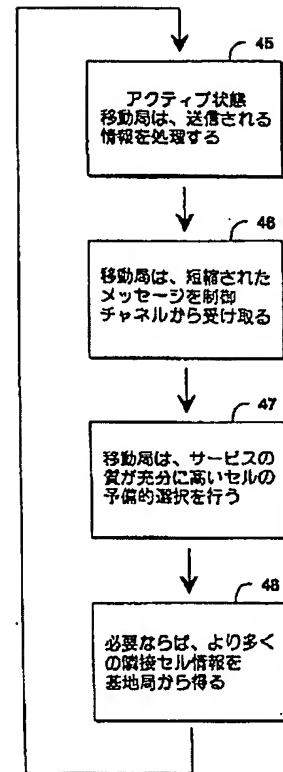 45
アクティブ状態
移動局は、送信される
情報を処理する
46
移動局は、短縮された
メッセージを制御
チャネルから受け取る
47
移動局は、サービスの
質が充分に高いセルの
予備的選択を行う
48
必要ならば、より多く
の隣接セル情報を
基地局から得る